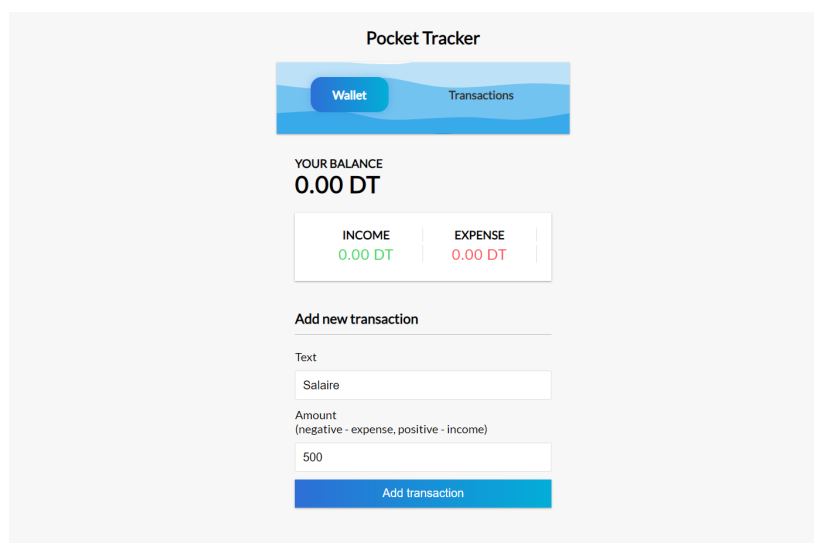 Pocket Tracker
Wallet Transactions
YOUR BALANCE
0.00 DT
INCOME EXPENSE
0.00 DT 0.00 DT
Add new transaction
Text
Salaire
Amount
(negative - expense, positive - income)
500
Add transaction